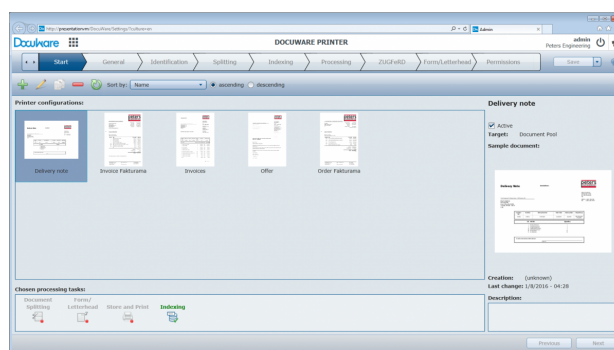 http://presentationvm/DocuWare/Settings/?culture=en
Admin
DocuWare
DOCUWARE PRINTER
admin
Peters Engineering
Start
General
Identification
Splitting
Indexing
Processing
ZUGFeRD
Form/Letterhead
Permissions
Save
Sort by:
Name
ascending
descending
Printer configurations:
Delivery note
Invoice Fakturama
Invoices
Offer
Order Fakturama
Delivery note
Active
Target: Document Pool
Sample document:
Delivery Note
Creation: (unknown)
Last change: 1/8/2016 - 04:28
Description:
Chosen processing tasks:
Document Splitting
Form/ Letterhead
Store and Print
Indexing
Previous
Next